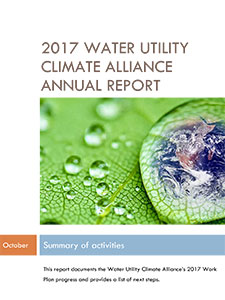 2017 WATER UTILITY
CLIMATE ALLIANCE
ANNUAL REPORT
October
Summary of activities
This report documents the Water Utility Climate Alliance's 2017 Work
Plan progress and provides a list of next steps.